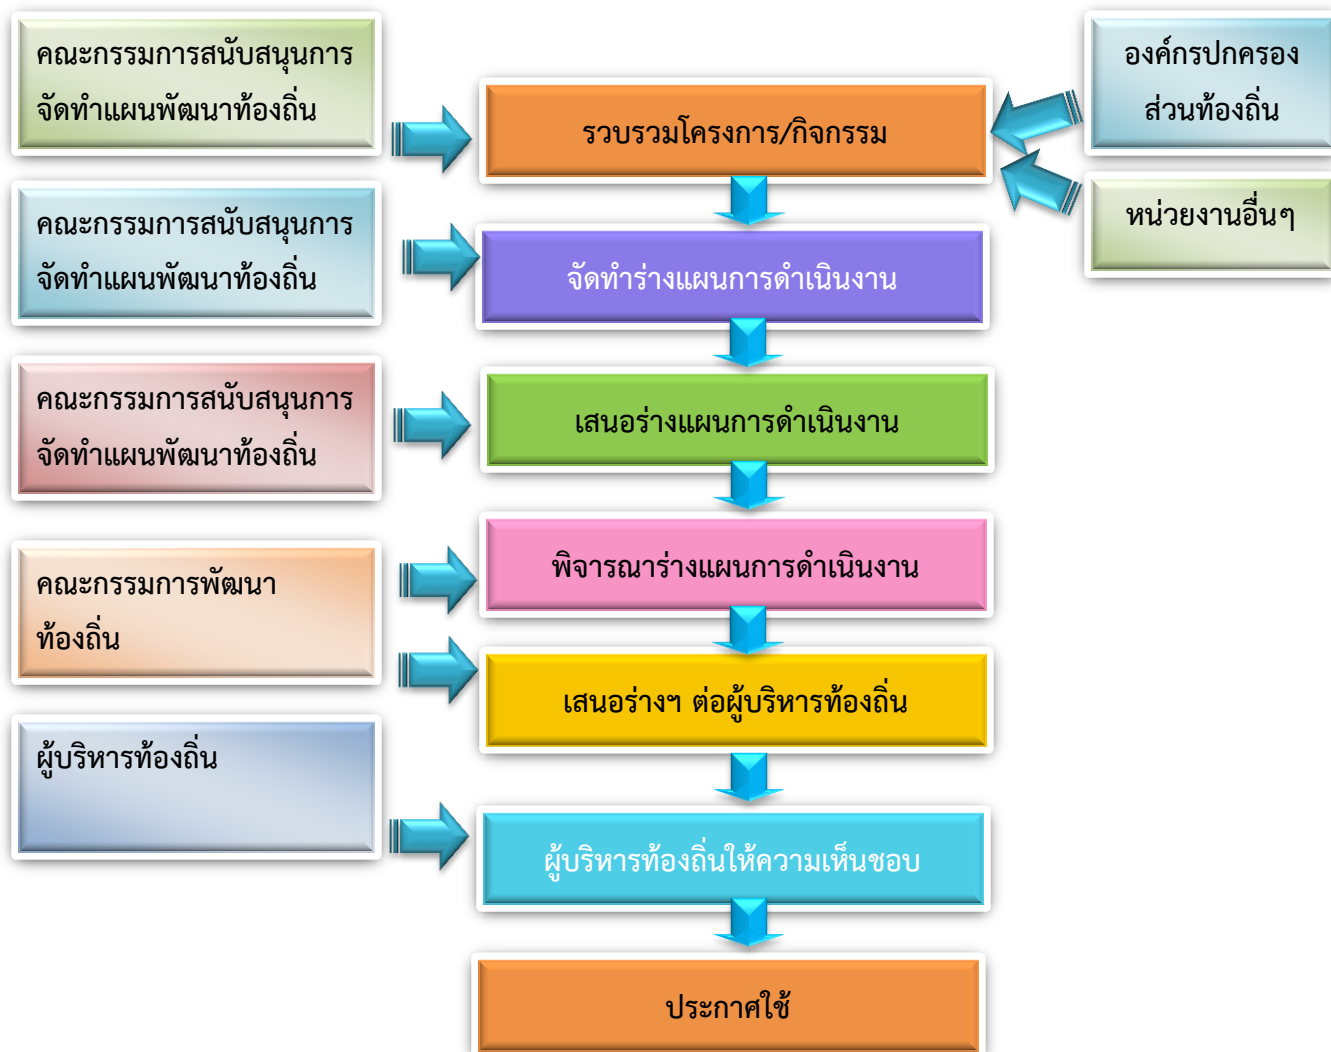 คณะกรรมการสนับสนุนการ
จัดทำแผนพัฒนาท้องถิ่น
รวบรวมโครงการ/กิจกรรม
องค์กรปกครอง
ส่วนท้องถิ่น
หน่วยงานอื่นๆ
คณะกรรมการสนับสนุนการ
จัดทำแผนพัฒนาท้องถิ่น
จัดทำร่างแผนการดำเนินงาน
คณะกรรมการสนับสนุนการ
จัดทำแผนพัฒนาท้องถิ่น
เสนอร่างแผนการดำเนินงาน
คณะกรรมการพัฒนา
ท้องถิ่น
พิจารณาร่างแผนการดำเนินงาน
เสนอร่างฯ ต่อผู้บริหารท้องถิ่น
ผู้บริหารท้องถิ่น
ผู้บริหารท้องถิ่นให้ความเห็นชอบ
ประกาศใช้